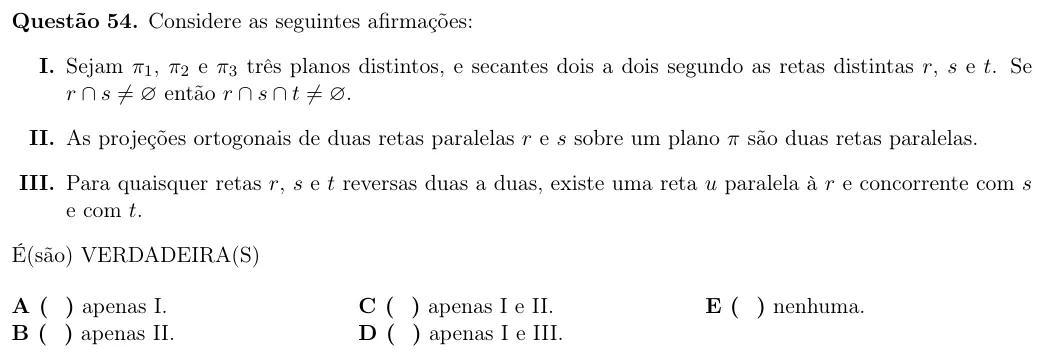 Questão 54. Considere as seguintes afirmações:
I. Sejam π₁, π₂ e π₃ três planos distintos, e secantes dois a dois segundo as retas distintas r, s e t. Se
r ∩ s ≠ ∅ então r ∩ s ∩ t ≠ ∅.
II. As projeções ortogonais de duas retas paralelas r e s sobre um plano π são duas retas paralelas.
III. Para quaisquer retas r, s e t reversas duas a duas, existe uma reta u paralela à r e concorrente com s
e com t.
É(são) VERDADEIRA(S)
A ( ) apenas I. C ( ) apenas I e II. E ( ) nenhuma.
B ( ) apenas II. D ( ) apenas I e III.